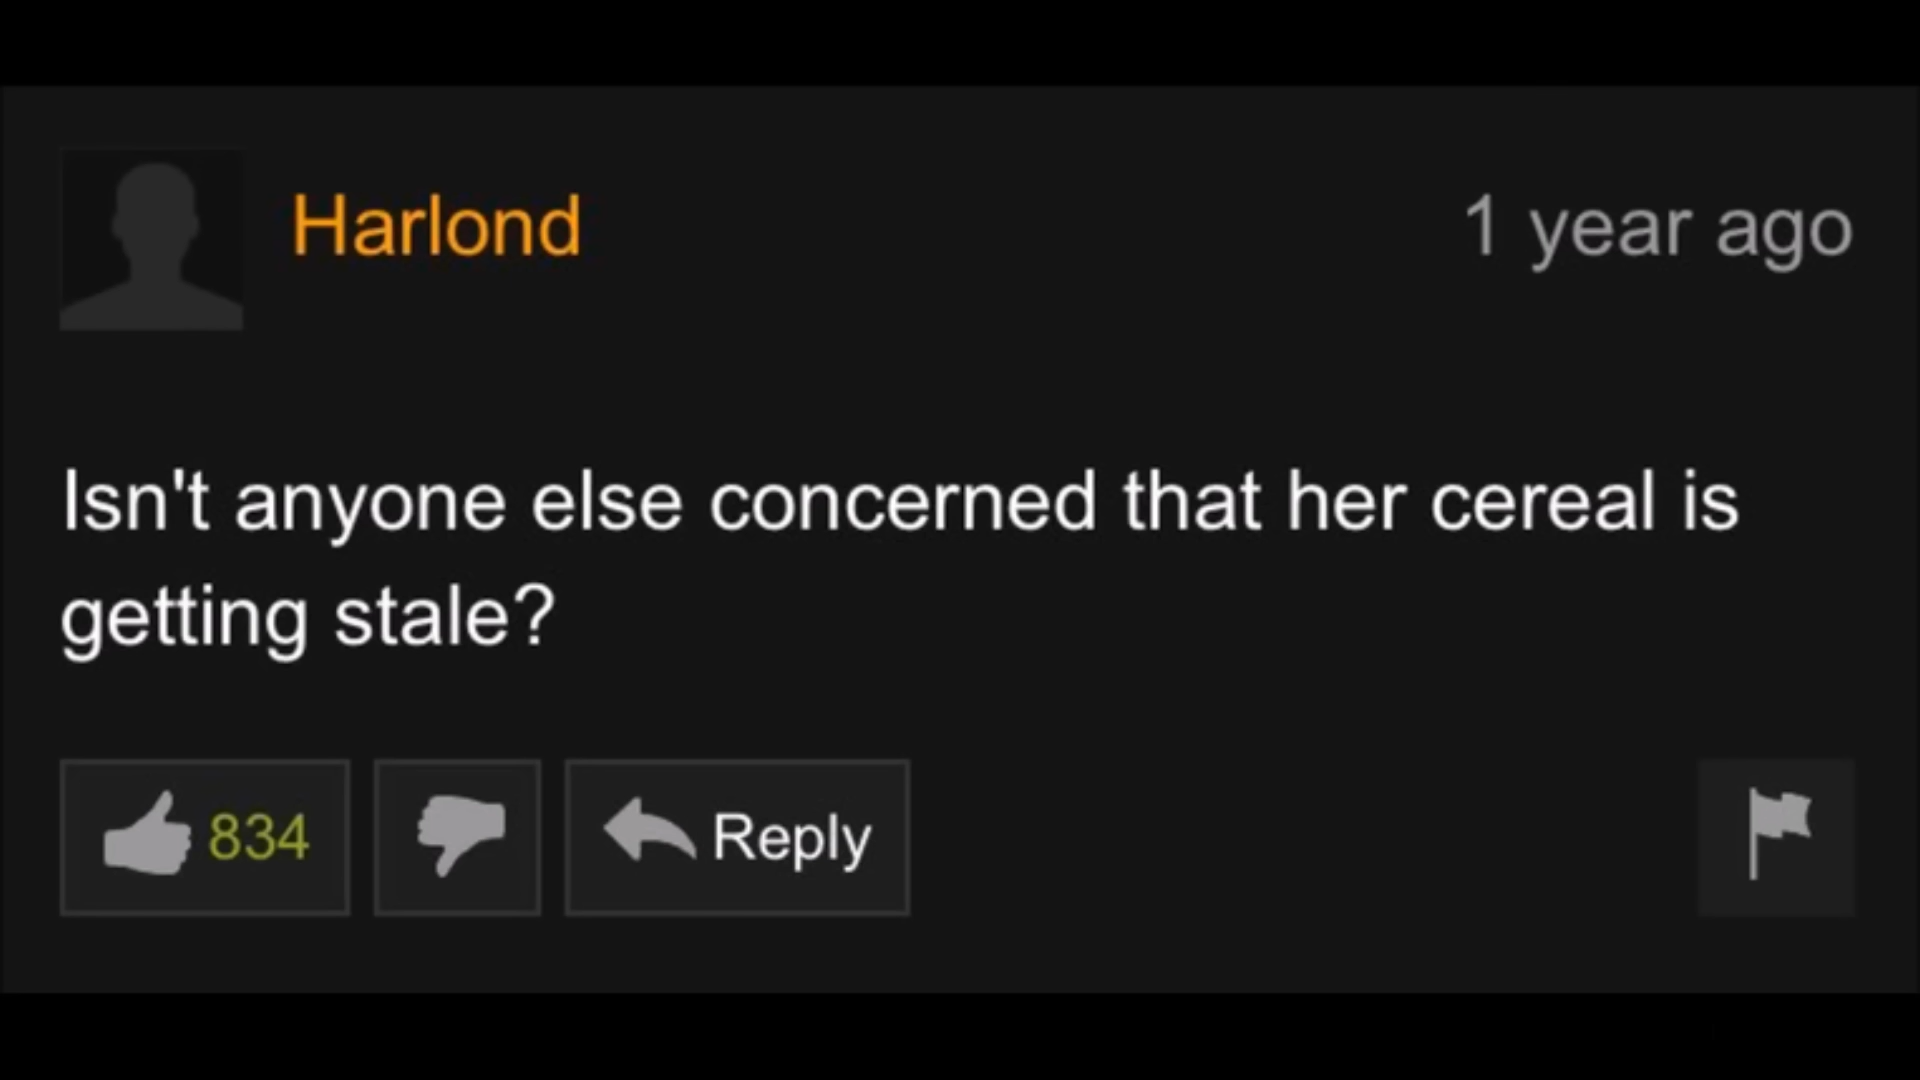 Harlond
1 year ago
Isn't anyone else concerned that her cereal is
getting stale?
834
Reply